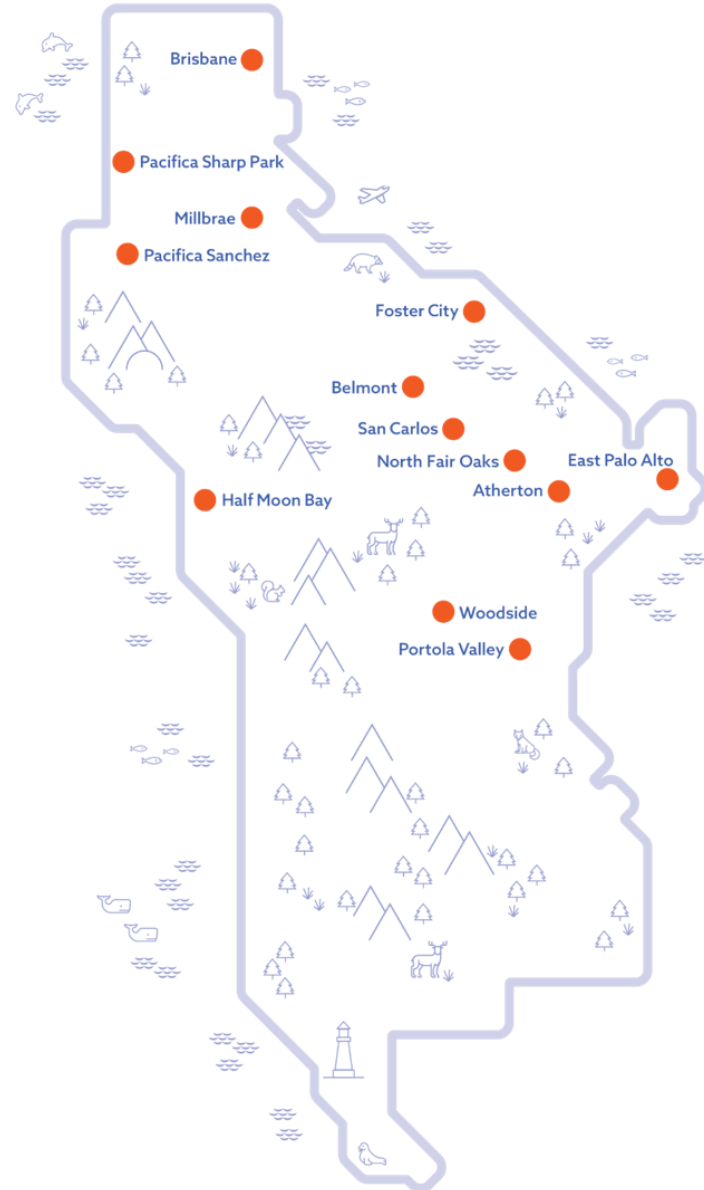 Brisbane
Pacifica Sharp Park
Millbrae
Pacifica Sanchez
Foster City
Belmont
San Carlos
North Fair Oaks
East Palo Alto
Atherton
Half Moon Bay
Woodside
Portola Valley